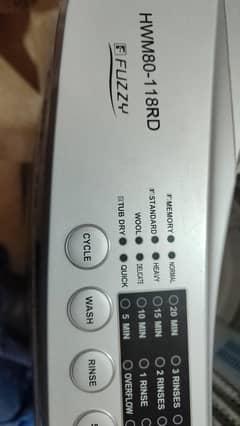 HWM80-118RD
F FUZZY
F MEMORY NORMAL
F STANDARD HEAVY
WOOL DELICATE
TUB DRY QUICK
CYCLE
20 MIN 3 RINSES
15 MIN 2 RINSES
10 MIN 1 RINSE
5 MIN OVERFLOW
WASH
RINSE